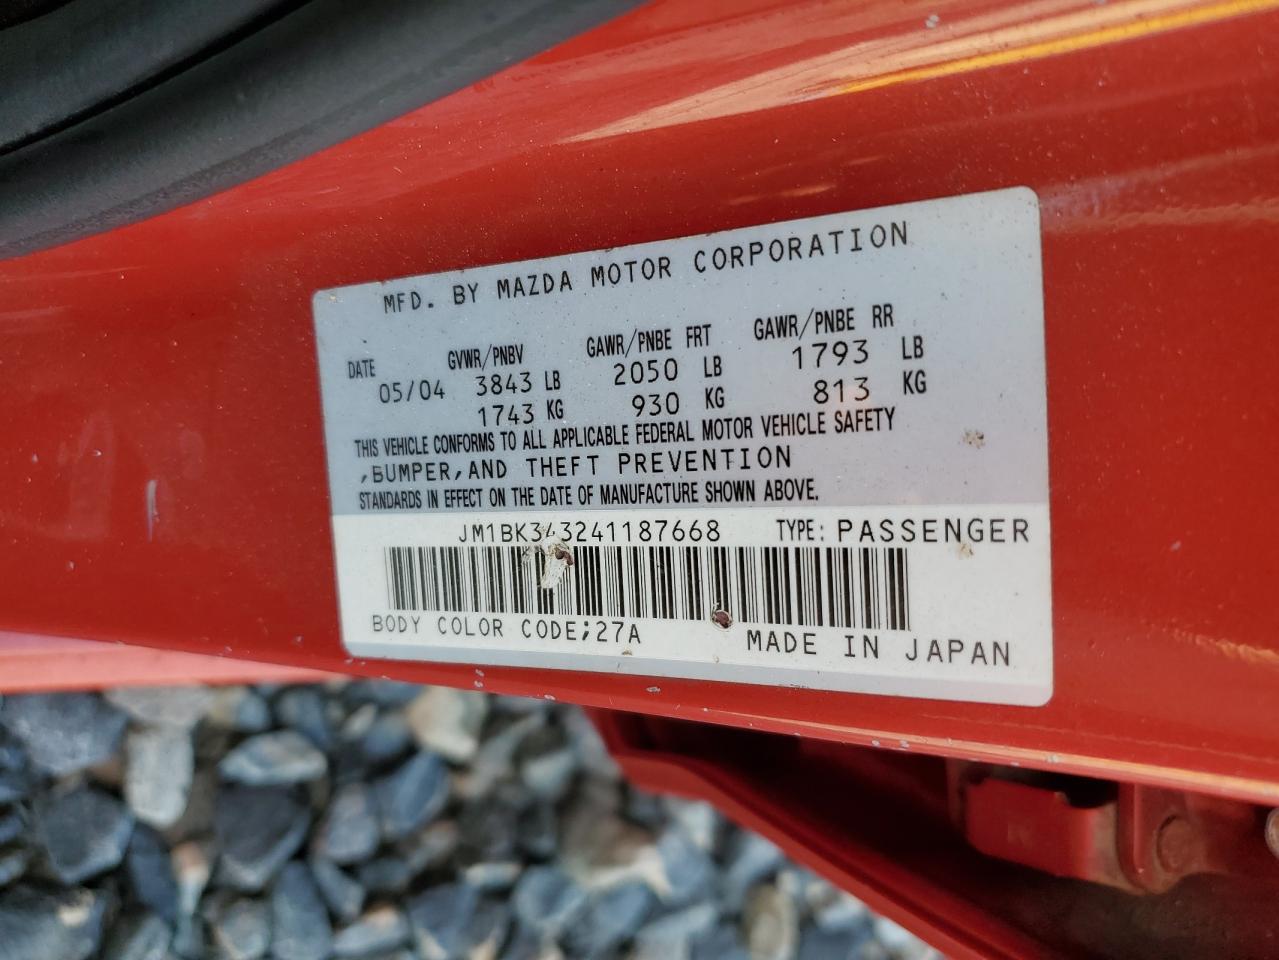 MFD. BY MAZDA MOTOR CORPORATION
DATE GVWR/PNBV GAWR/PNBE FRT GAWR/PNBE RR
05/04 3843 LB 2050 LB 1793 LB
1743 KG 930 KG 813 KG
THIS VEHICLE CONFORMS TO ALL APPLICABLE FEDERAL MOTOR VEHICLE SAFETY
,BUMPER,AND THEFT PREVENTION
STANDARDS IN EFFECT ON THE DATE OF MANUFACTURE SHOWN ABOVE.
JM1BK343241187668 TYPE: PASSENGER
BODY COLOR CODE;27A MADE IN JAPAN